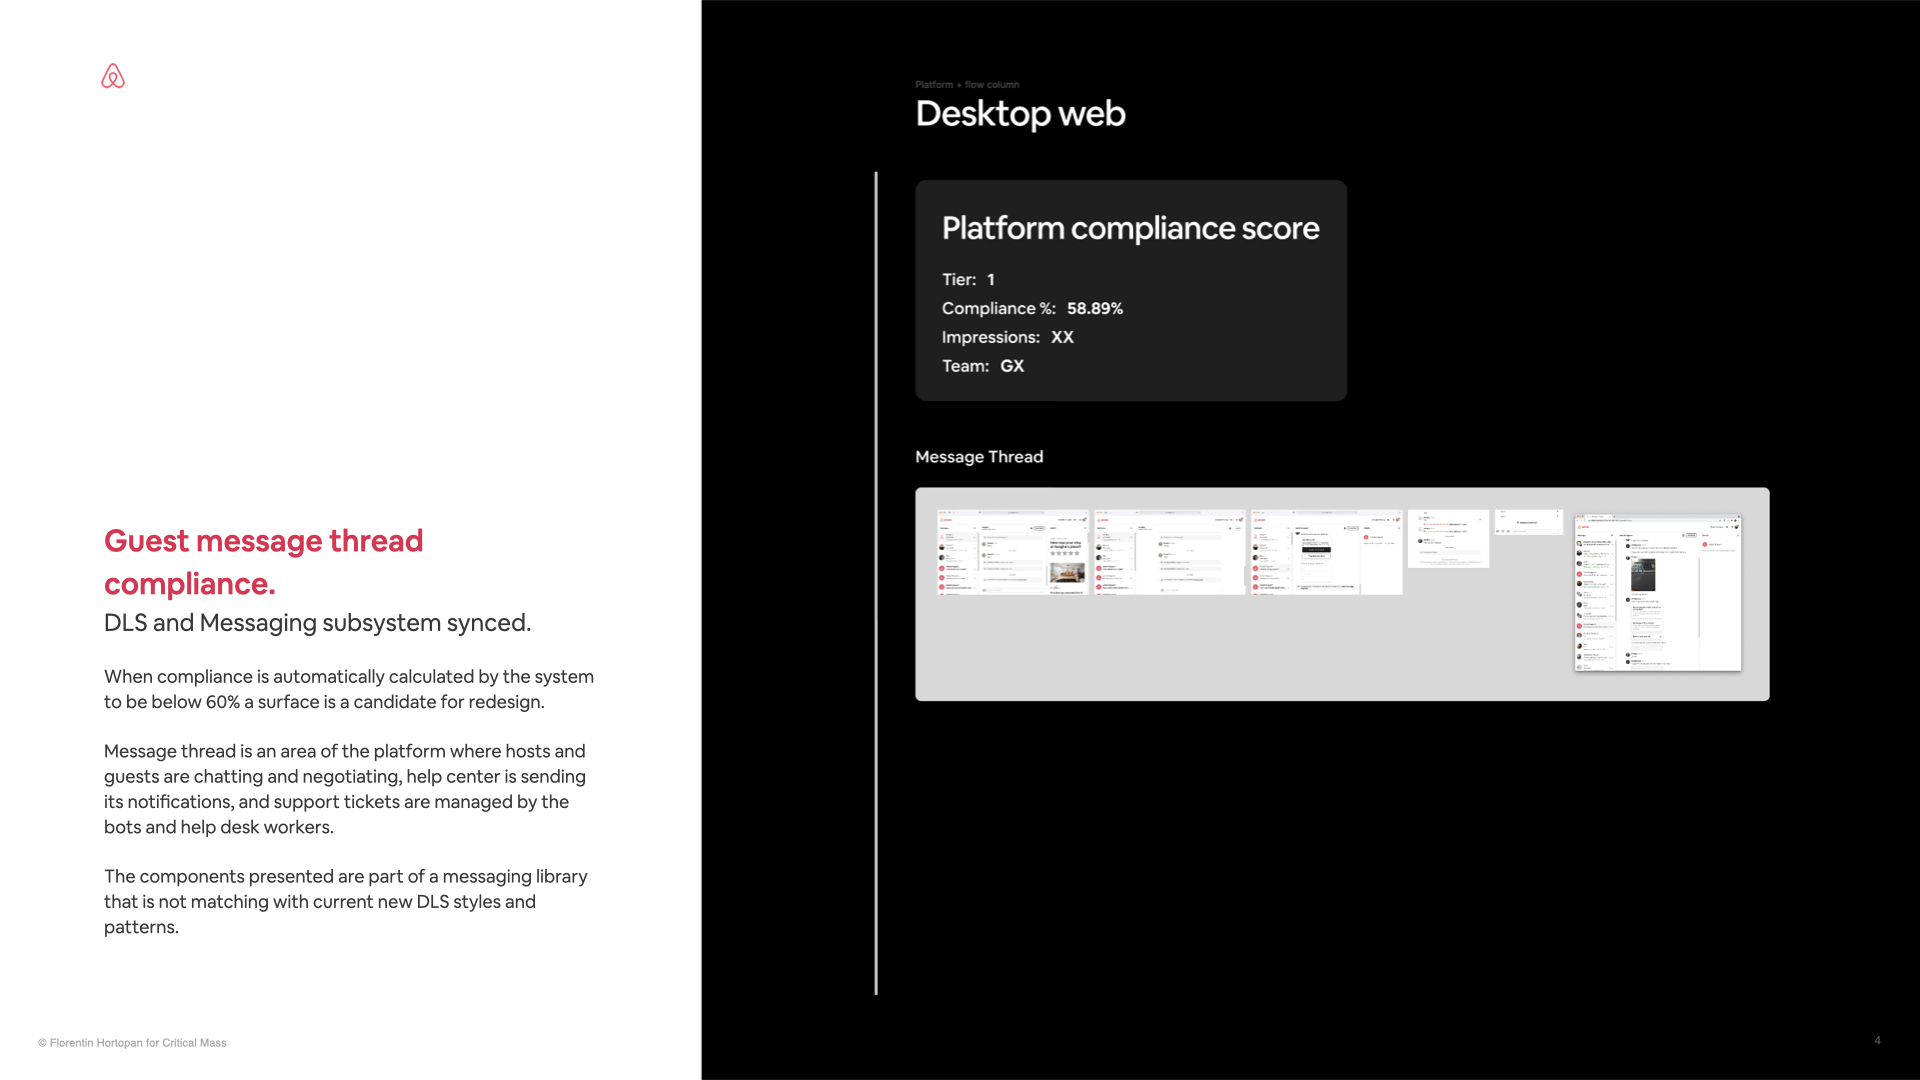 Guest message thread
compliance.
DLS and Messaging subsystem synced.
When compliance is automatically calculated by the system
to be below 60% a surface is a candidate for redesign.
Message thread is an area of the platform where hosts and
guests are chatting and negotiating, help center is sending
its notifications, and support tickets are managed by the
bots and help desk workers.
The components presented are part of a messaging library
that is not matching with current new DLS styles and
patterns.
© Florentin Hortopan for Critical Mass
Platform + flow column
Desktop web
Platform compliance score
Tier: 1
Compliance %: 58.89%
Impressions: XX
Team: GX
Message Thread
4